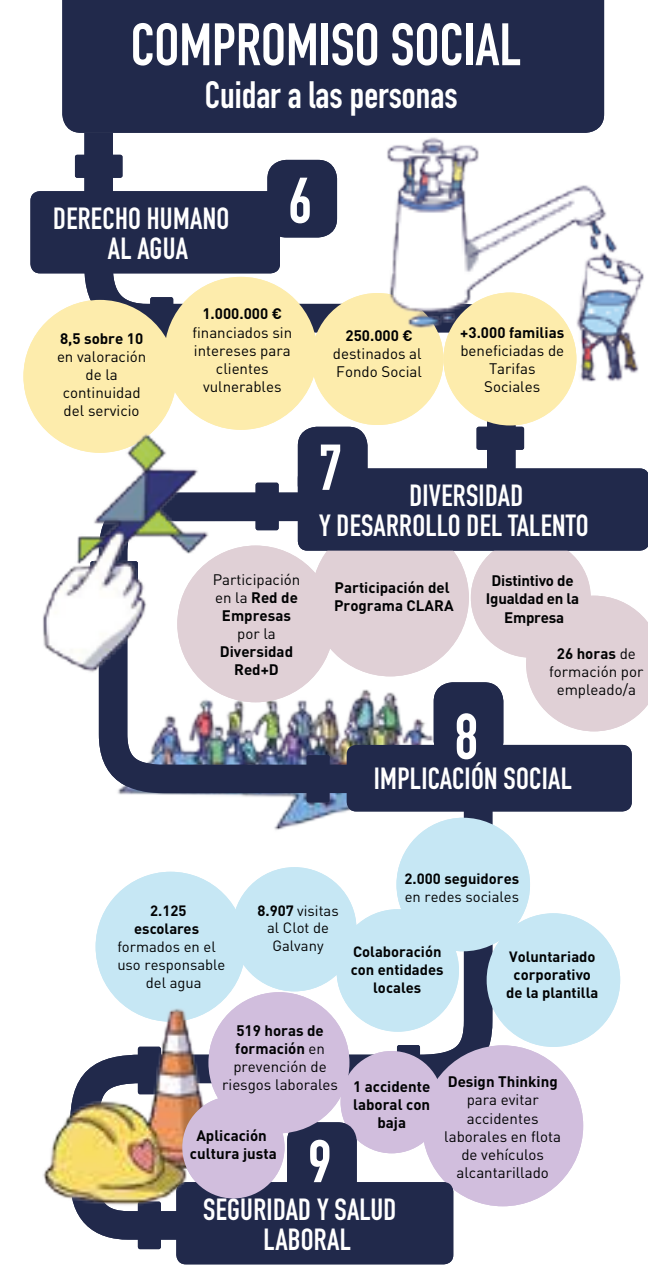 COMPROMISO SOCIAL
Cuidar a las personas
6
DERECHO HUMANO
AL AGUA
8,5 sobre 10
en valoración
de la
continuidad
del servicio
1.000.000 €
financiados sin
intereses para
clientes
vulnerables
250.000 €
destinados al
Fondo Social
+3.000 familias
beneficiadas de
Tarifas
Sociales
7
DIVERSIDAD
Y DESARROLLO DEL TALENTO
Participación
en la Red de
Empresas
por la
Diversidad
Red+D
Participación del
Programa CLARA
Distintivo de
Igualdad en la
Empresa
26 horas de
formación por
empleado/a
8
IMPLICACIÓN SOCIAL
2.125
escolares
formados en el
uso responsable
del agua
8.907 visitas
al Clot de
Galvany
2.000 seguidores
en redes sociales
Colaboración
con entidades
locales
Voluntariado
corporativo
de la plantilla
519 horas de
formación en
prevención de
riesgos laborales
Aplicación
cultura justa
1 accidente
laboral con
baja
Design Thinking
para evitar
accidentes
laborales en flota
de vehículos
alcantarillado
9
SEGURIDAD Y SALUD
LABORAL